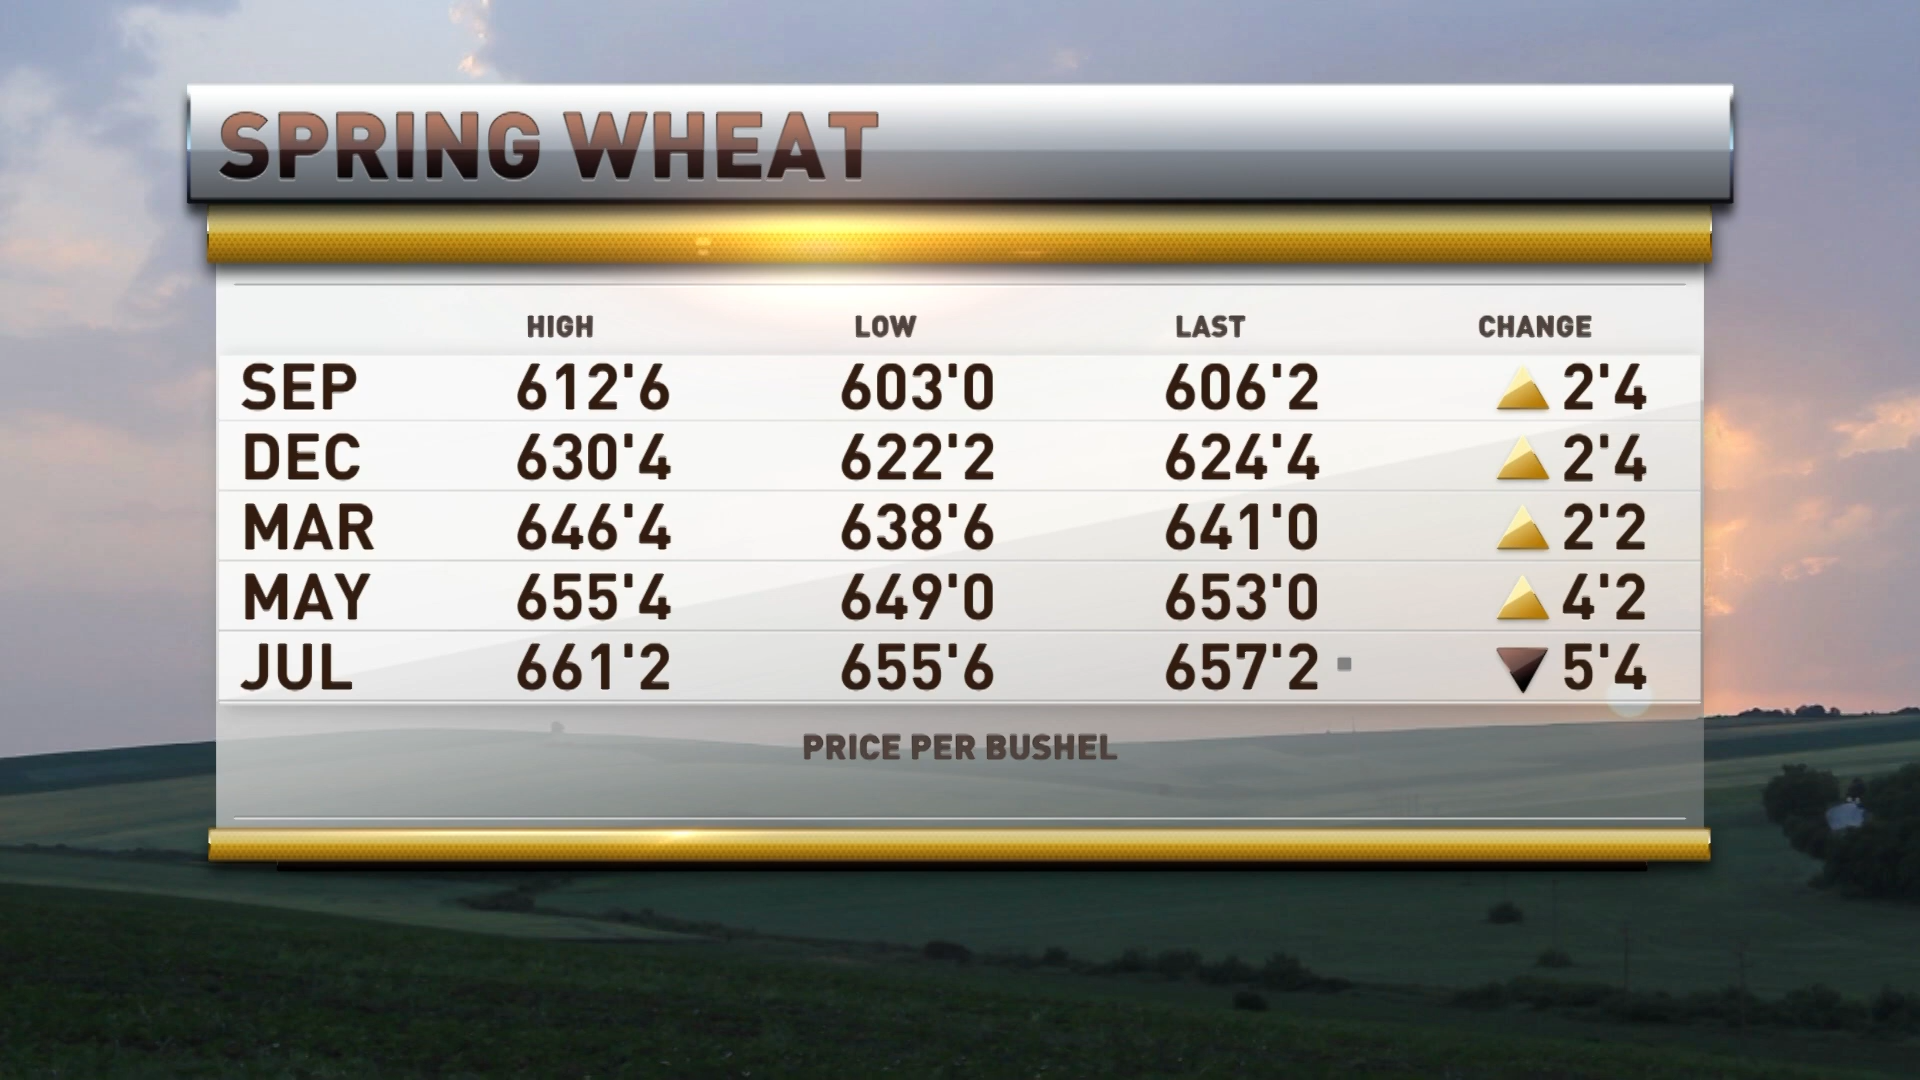 SPRING WHEAT
HIGH LOW LAST CHANGE
SEP 612'6 603'0 606'2 2'4
DEC 630'4 622'2 624'4 2'4
MAR 646'4 638'6 641'0 2'2
MAY 655'4 649'0 653'0 4'2
JUL 661'2 655'6 657'2 5'4
PRICE PER BUSHEL